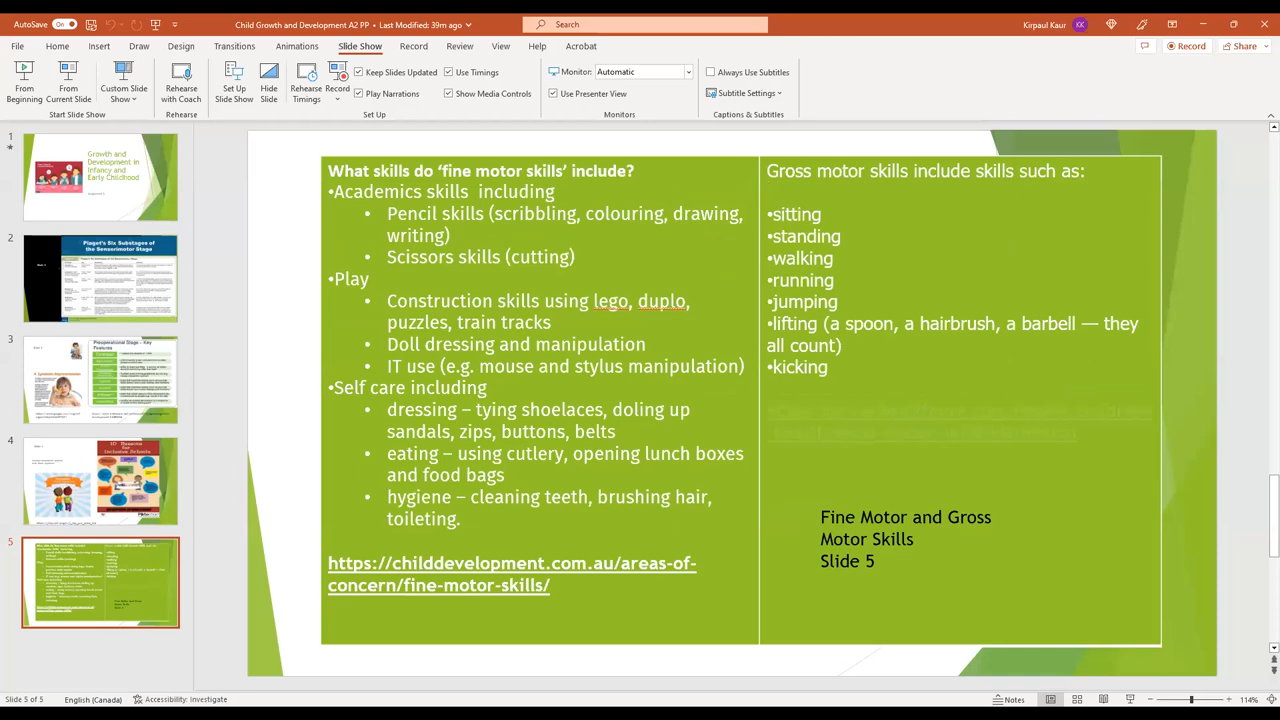 AutoSave
On
Child Growth and Development A2 PP • Last Modified: 39m ago
Search
Kirpaul Kaur
KK
File Home Insert Draw Design Transitions Animations Slide Show Record Review View Help Acrobat
Record
Share
From Beginning
From Current Slide
Custom Slide Show
Rehearse with Coach
Set Up Slide Show
Hide Slide
Rehearse Timings
Record
Keep Slides Updated
Play Narrations
Use Timings
Show Media Controls
Monitor: Automatic
Use Presenter View
Always Use Subtitles
Subtitle Settings
Start Slide Show
Rehearse
Set Up
Monitors
Captions & Subtitles
1
Growth and
Development in
Infancy and
Early Childhood
2
Piaget's Six Substages of
the Sensorimotor Stage
3
4
5
What skills do ‘fine motor skills’ include?
•Academics skills including
• Pencil skills (scribbling, colouring, drawing,
writing)
• Scissors skills (cutting)
•Play
• Construction skills using lego, duplo,
puzzles, train tracks
• Doll dressing and manipulation
• IT use (e.g. mouse and stylus manipulation)
•Self care including
• dressing – tying shoelaces, doling up
sandals, zips, buttons, belts
• eating – using cutlery, opening lunch boxes
and food bags
• hygiene – cleaning teeth, brushing hair,
toileting.
https://childdevelopment.com.au/areas-of-
concern/fine-motor-skills/
Gross motor skills include skills such as:
•sitting
•standing
•walking
•running
•jumping
•lifting (a spoon, a hairbrush, a barbell — they
all count)
•kicking
Fine Motor and Gross
Motor Skills
Slide 5
Slide 5 of 5
English (Canada)
Accessibility: Investigate
Notes
114%